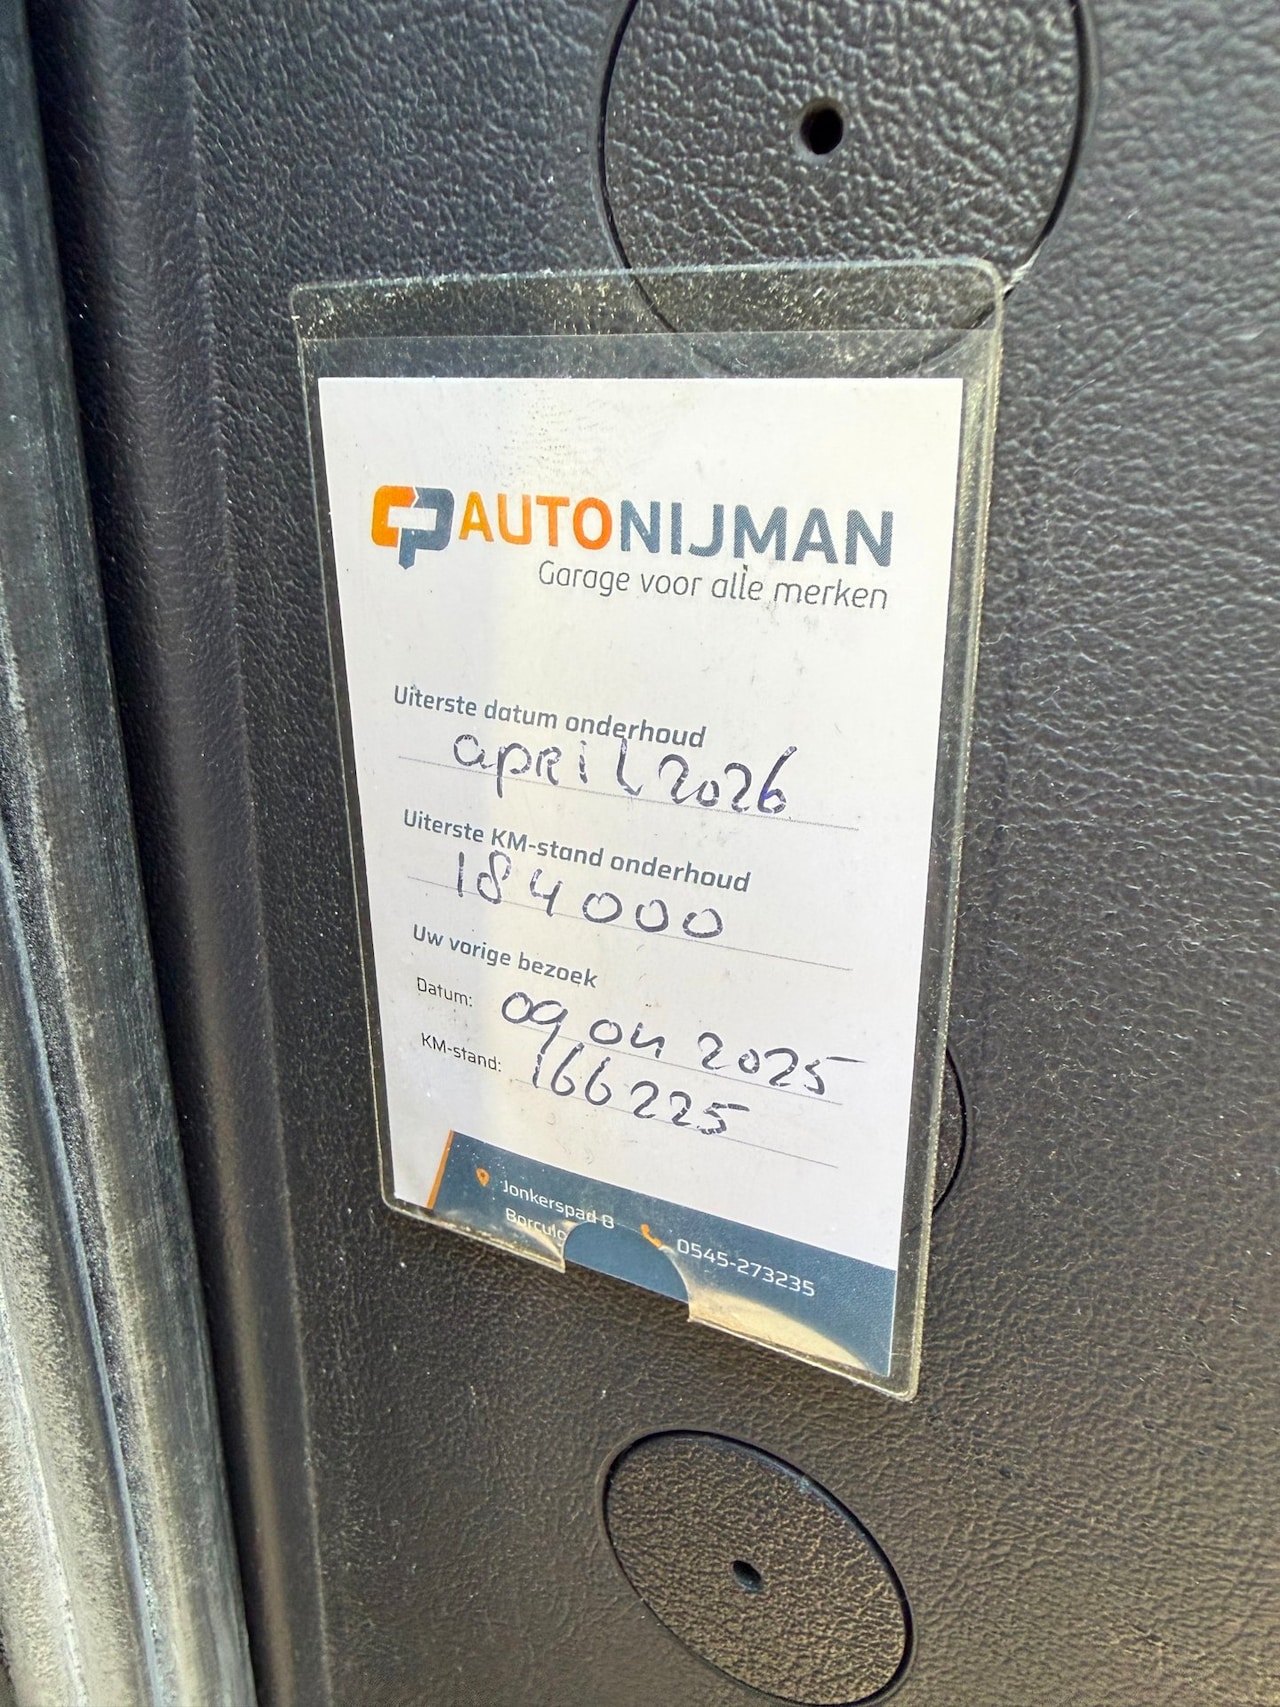 AUTONIJMAN
Garage voor alle merken
Uiterste datum onderhoud
april 2026
Uiterste KM-stand onderhoud
184000
Uw vorige bezoek
Datum: 09 04 2025
KM-stand: 166225
Jonkerspad 8
Borculo
0545-273235